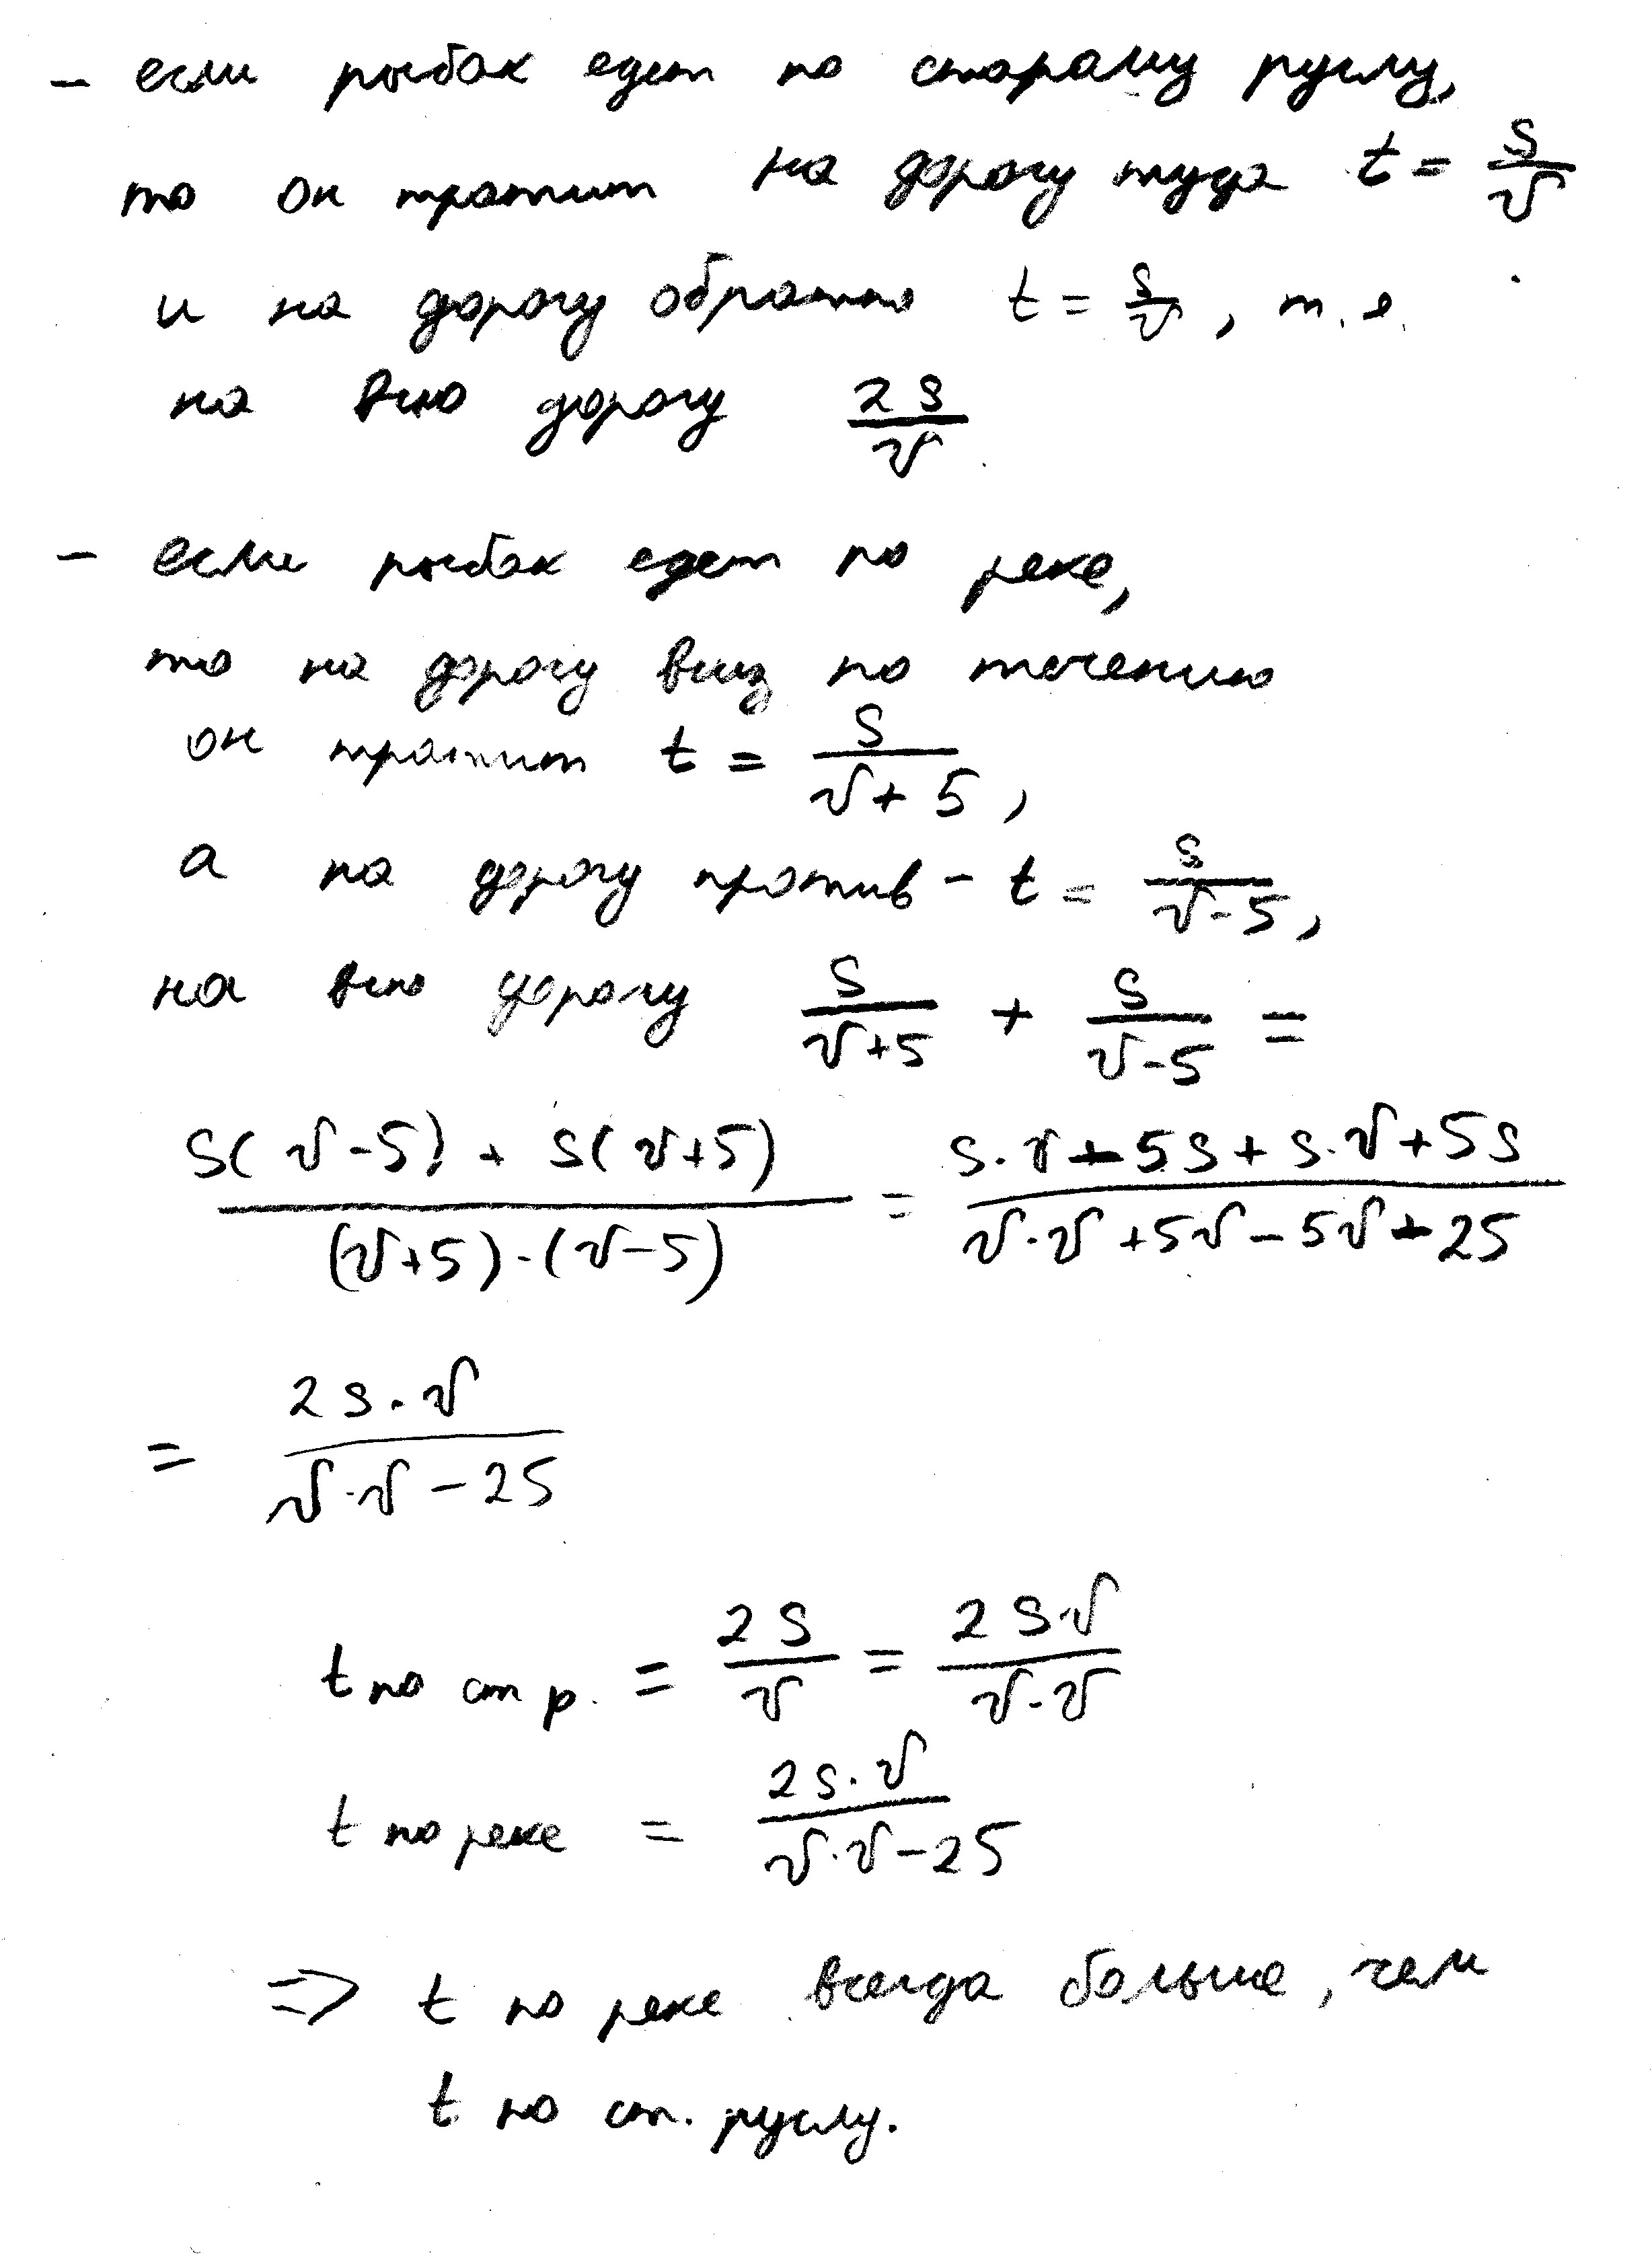 - если рыбак едет по старому руслу,
то он тратит на дорогу туда t = s/v
и на дорогу обратно t = s/v, т.е.
на всю дорогу 2s/v
- если рыбак едет по реке,
то на дорогу вниз по течению
он тратит t = s/(v+5),
а на дорогу против - t = s/(v-5),
на всю дорогу s/(v+5) + s/(v-5) =
(s(v-5) + s(v+5))/((v+5)·(v-5)) = (s·v-5s+s·v+5s)/(v·v+5v-5v-25)
= 2s·v/(v·v-25)
t по ст р. = 2s/v = 2s·v/(v·v)
t по реке = 2s·v/(v·v-25)
=> t по реке всегда больше, чем
t по ст. руслу.